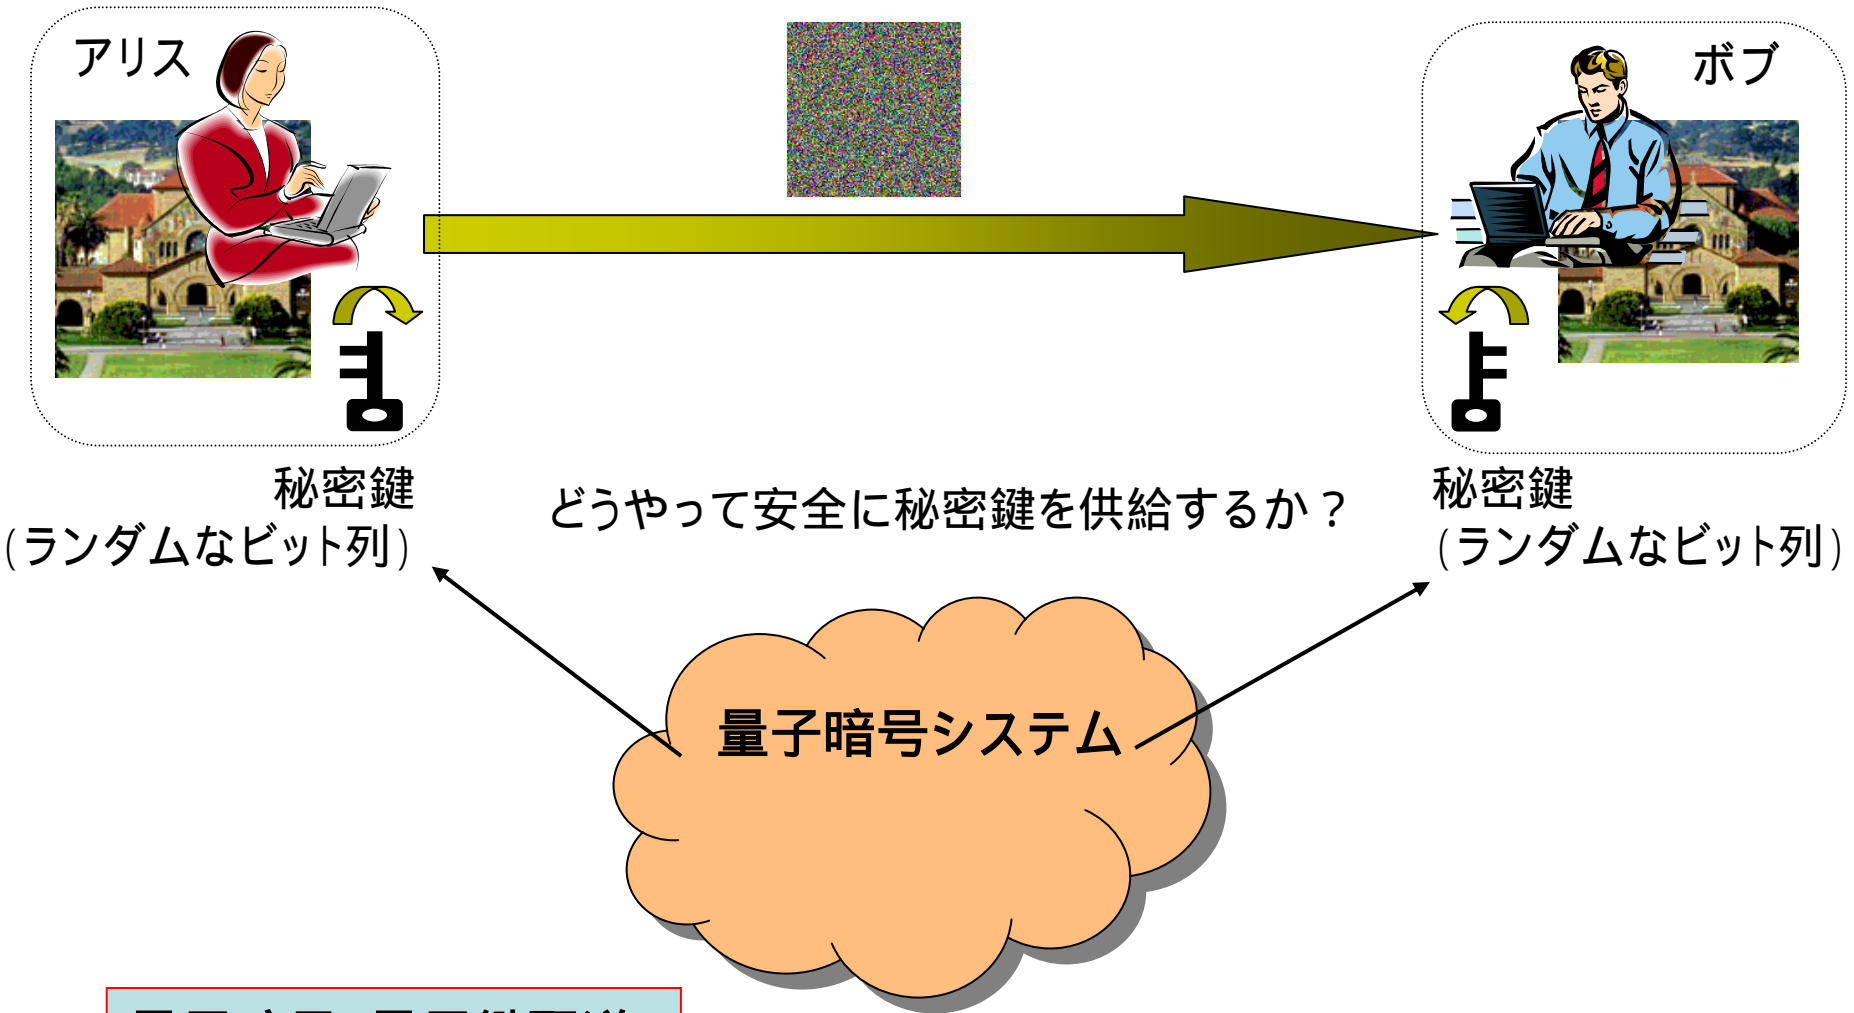 アリス
ボブ
秘密鍵
(ランダムなビット列)
どうやって安全に秘密鍵を供給するか?
秘密鍵
(ランダムなビット列)
量子暗号システム